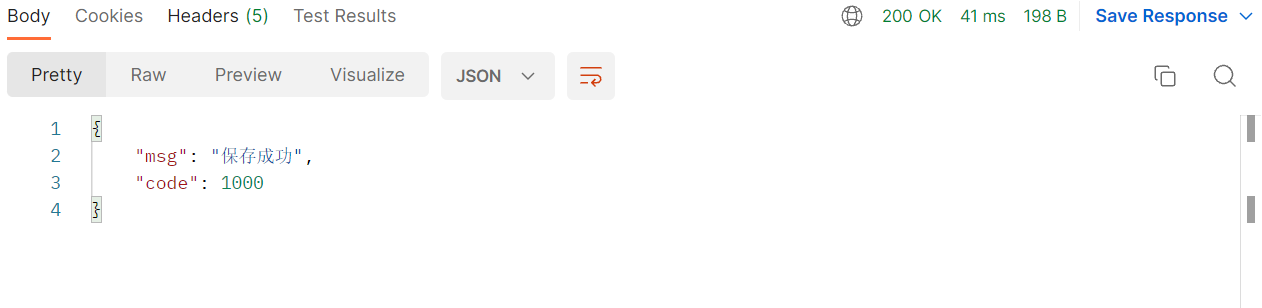 Body Cookies Headers (5) Test Results 200 OK 41 ms 198 B Save Response
Pretty Raw Preview Visualize JSON
1 {
2 "msg": "保存成功",
3 "code": 1000
4 }